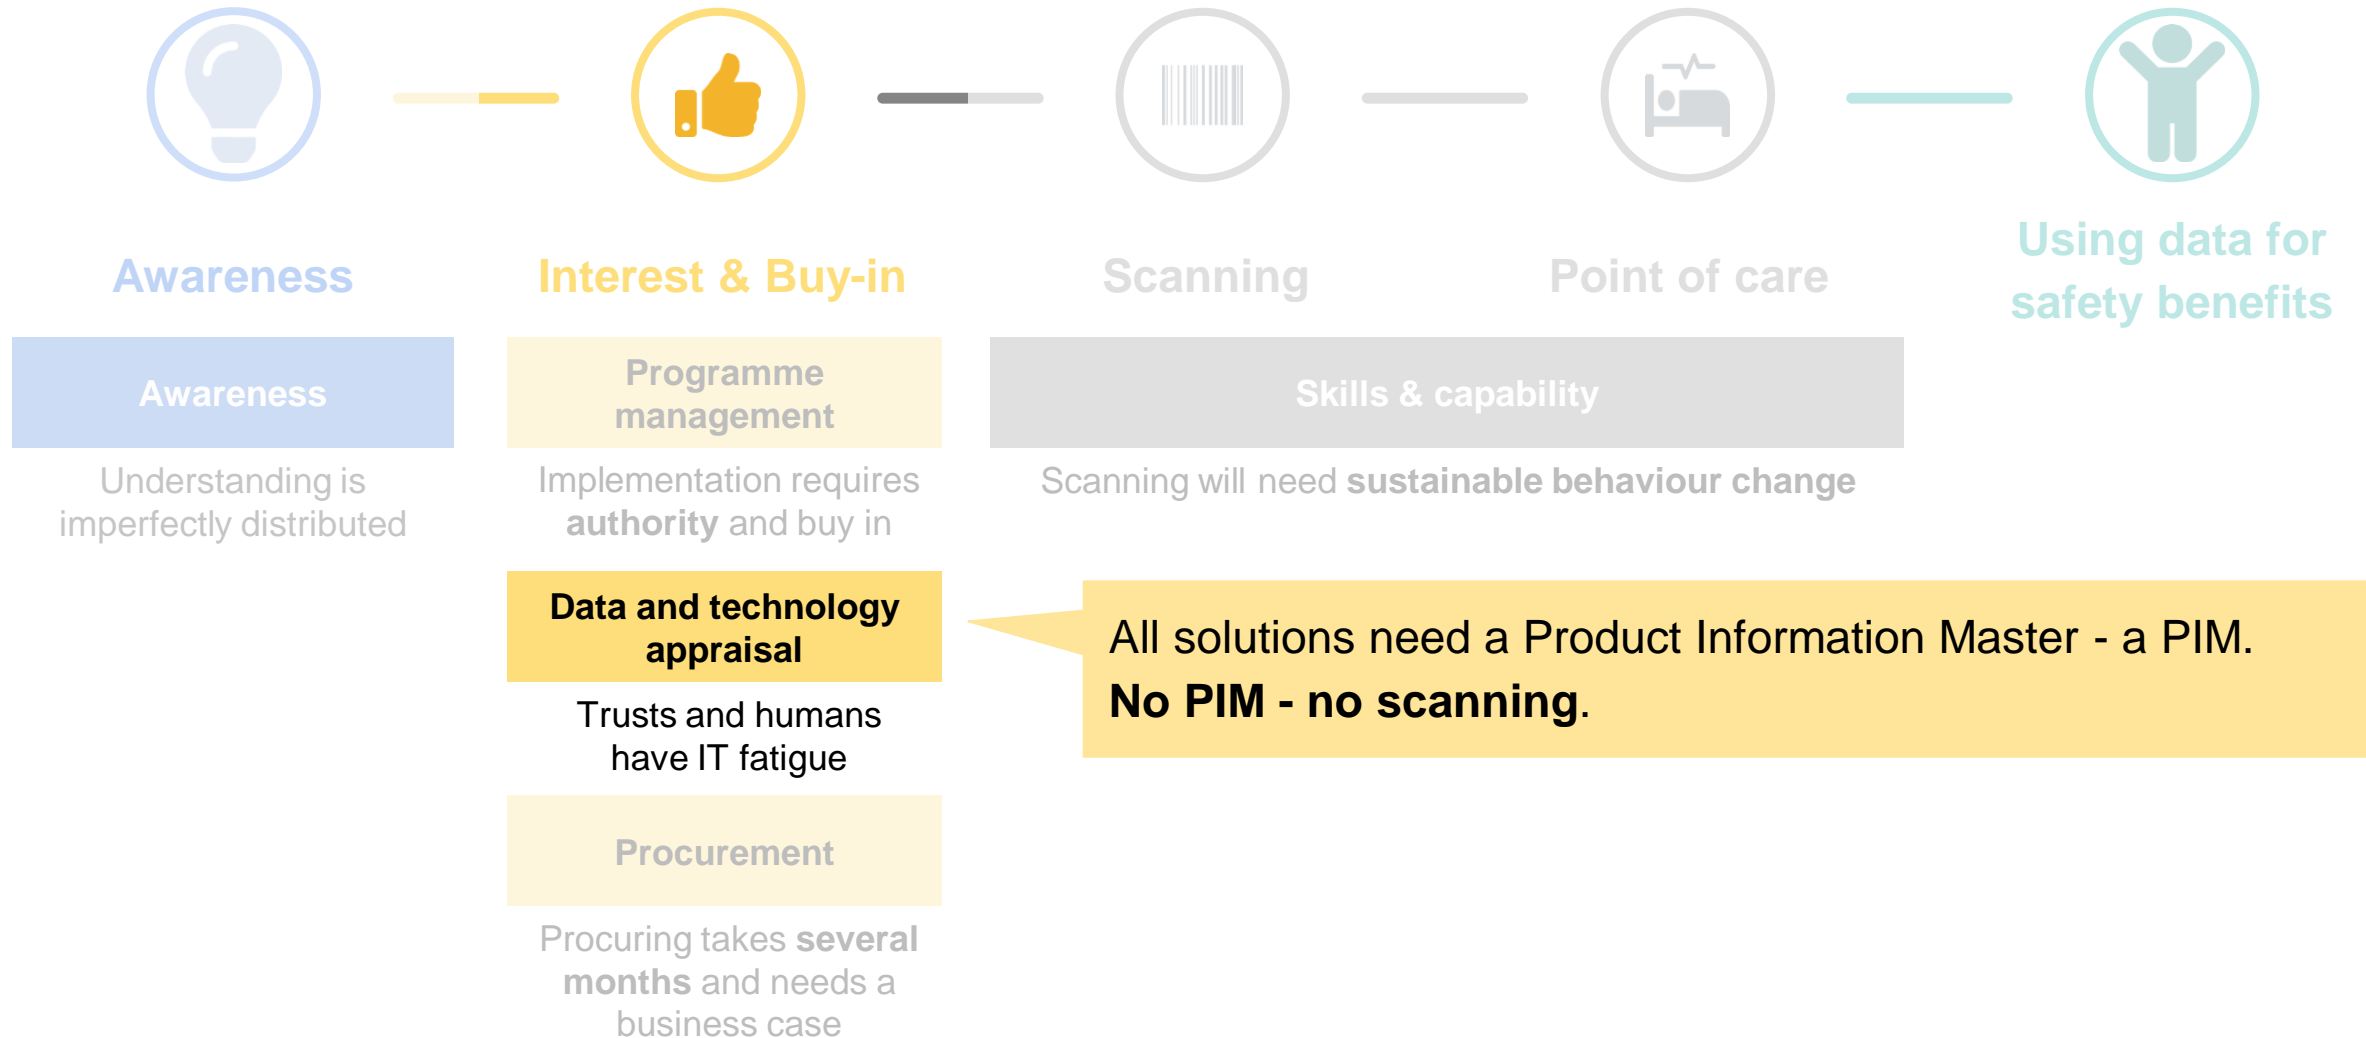 Awareness
Interest & Buy-in
Scanning
Point of care
Using data for
safety benefits
Awareness
Understanding is
imperfectly distributed
Programme
management
Implementation requires
authority and buy in
Data and technology
appraisal
Trusts and humans
have IT fatigue
Procurement
Procuring takes several
months and needs a
business case
Skills & capability
Scanning will need sustainable behaviour change
All solutions need a Product Information Master - a PIM.
No PIM - no scanning.